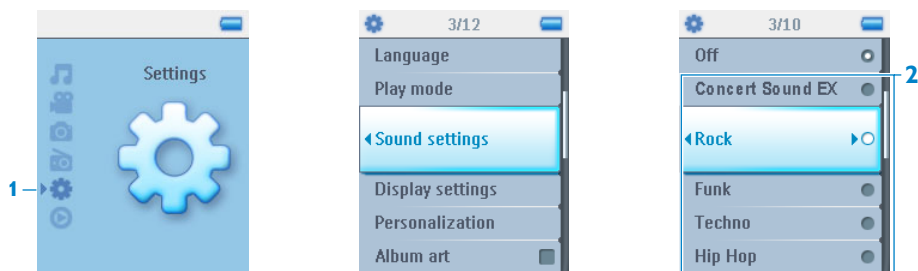 Settings
1
3/12
Language
Play mode
Sound settings
Display settings
Personalization
Album art
3/10
Off
2
Concert Sound EX
Rock
Funk
Techno
Hip Hop